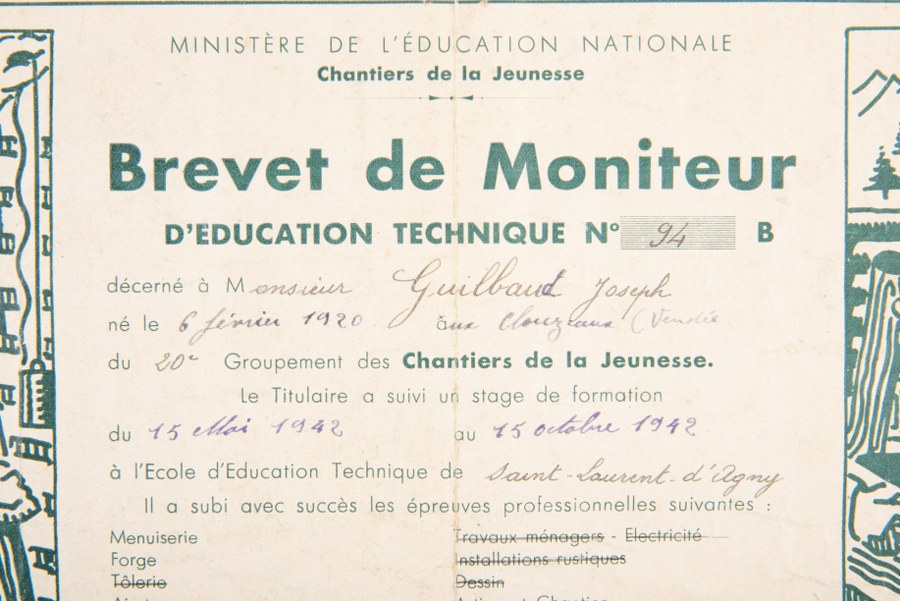 MINISTÈRE DE L'ÉDUCATION NATIONALE
Chantiers de la Jeunesse
Brevet de Moniteur
D'EDUCATION TECHNIQUE N° 94 B
décerné à Monsieur Guilbaud Joseph
né le 6 février 1920 aux Clouzeaux (Vendée
du 20e Groupement des Chantiers de la Jeunesse.
Le Titulaire a suivi un stage de formation
du 15 Mai 1942 au 15 octobre 1942
à l'Ecole d'Education Technique de Saint-Laurent-d'Agny
Il a subi avec succès les épreuves professionnelles suivantes :
Menuiserie Travaux ménagers - Electricité
Forge Installations rustiques
Tôlerie Dessin